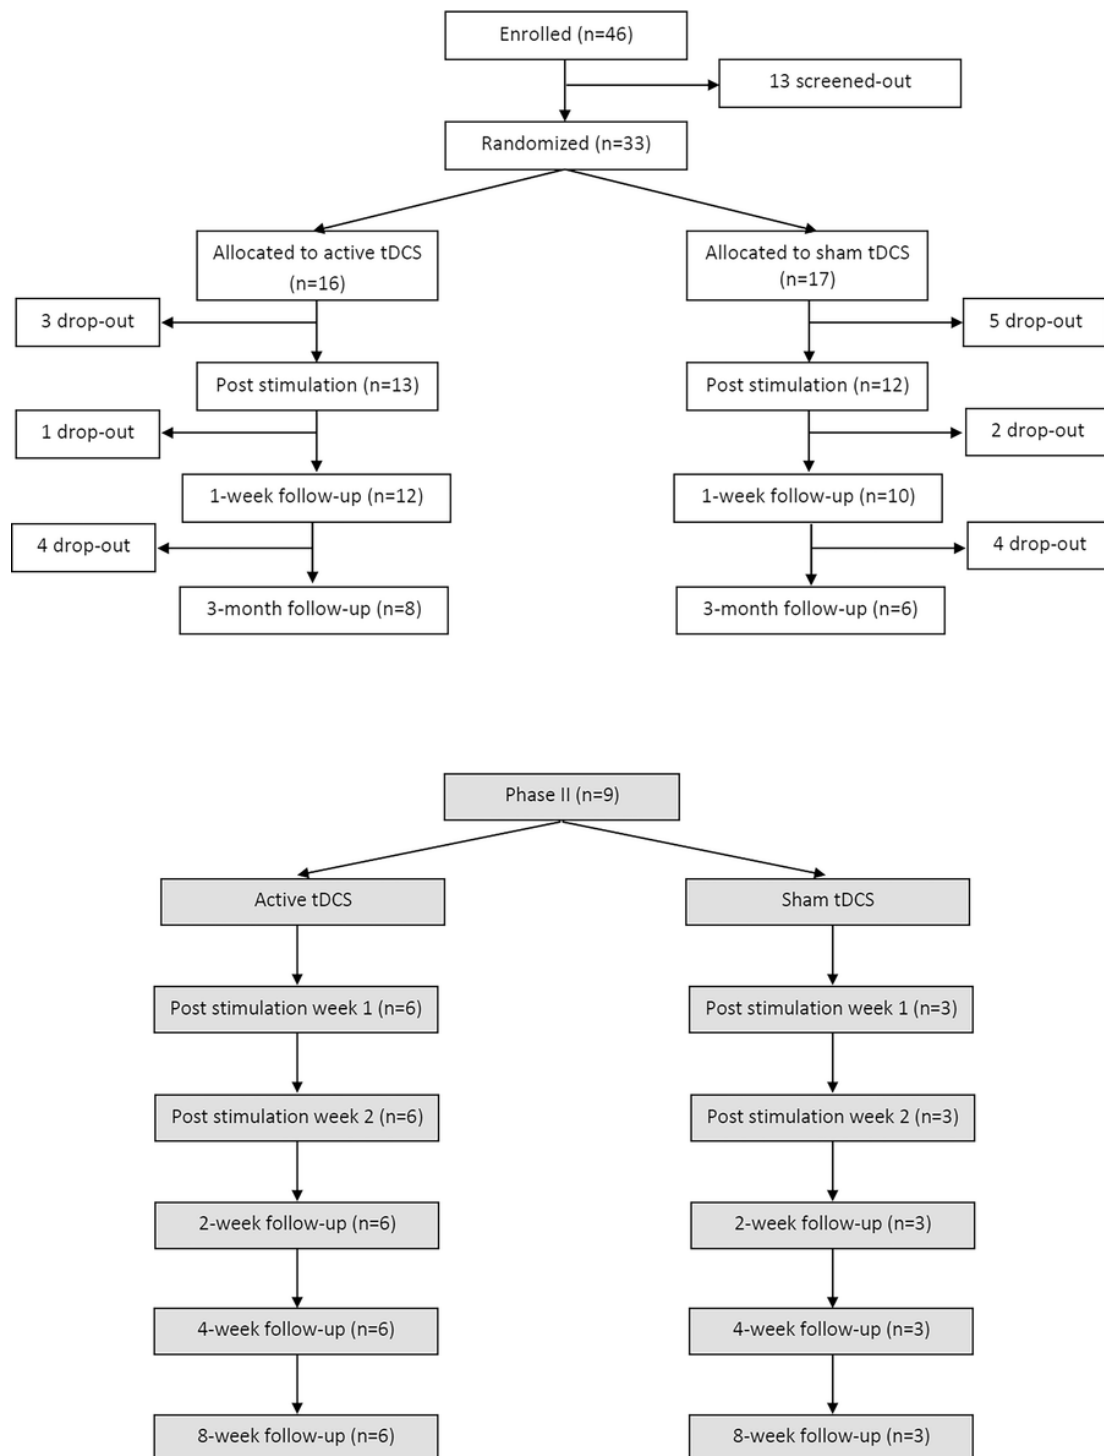 Enrolled (n=46)
13 screened-out
Randomized (n=33)
Allocated to active tDCS
(n=16)
Allocated to sham tDCS
(n=17)
3 drop-out
5 drop-out
Post stimulation (n=13)
Post stimulation (n=12)
1 drop-out
2 drop-out
1-week follow-up (n=12)
1-week follow-up (n=10)
4 drop-out
4 drop-out
3-month follow-up (n=8)
3-month follow-up (n=6)
Phase II (n=9)
Active tDCS
Sham tDCS
Post stimulation week 1 (n=6)
Post stimulation week 1 (n=3)
Post stimulation week 2 (n=6)
Post stimulation week 2 (n=3)
2-week follow-up (n=6)
2-week follow-up (n=3)
4-week follow-up (n=6)
4-week follow-up (n=3)
8-week follow-up (n=6)
8-week follow-up (n=3)